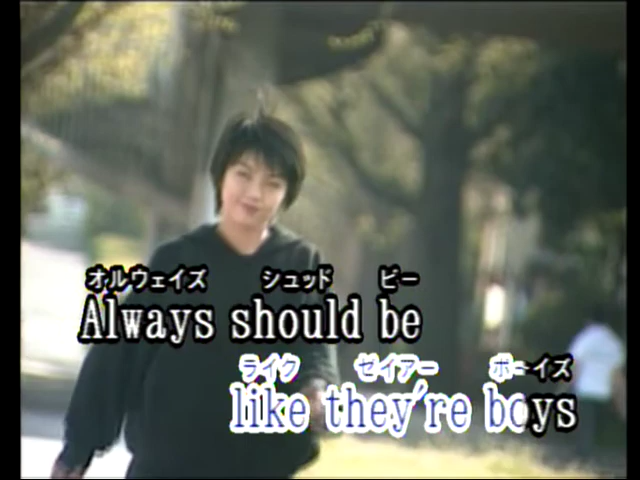 オルウェイズ シュッド ビー
Always should be
ライク ゼイアー ボーイズ
like they're boys